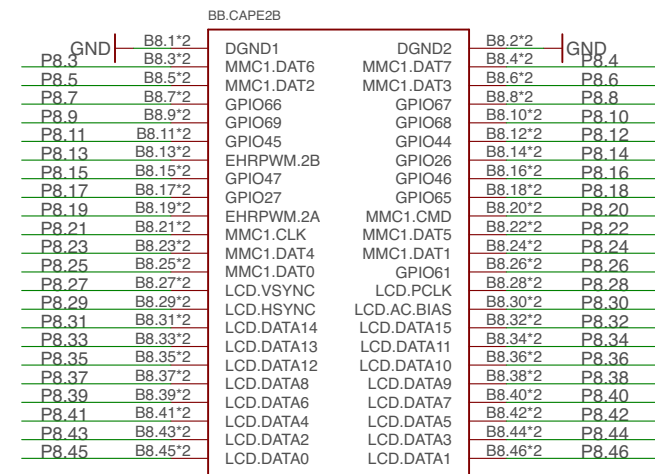 BB.CAPE2B
GND B8.1*2 DGND1 DGND2 B8.2*2 GND
P8.3 B8.3*2 MMC1.DAT6 MMC1.DAT7 B8.4*2 P8.4
P8.5 B8.5*2 MMC1.DAT2 MMC1.DAT3 B8.6*2 P8.6
P8.7 B8.7*2 GPIO66 GPIO67 B8.8*2 P8.8
P8.9 B8.9*2 GPIO69 GPIO68 B8.10*2 P8.10
P8.11 B8.11*2 GPIO45 GPIO44 B8.12*2 P8.12
P8.13 B8.13*2 EHRPWM.2B GPIO26 B8.14*2 P8.14
P8.15 B8.15*2 GPIO47 GPIO46 B8.16*2 P8.16
P8.17 B8.17*2 GPIO27 GPIO65 B8.18*2 P8.18
P8.19 B8.19*2 EHRPWM.2A MMC1.CMD B8.20*2 P8.20
P8.21 B8.21*2 MMC1.CLK MMC1.DAT5 B8.22*2 P8.22
P8.23 B8.23*2 MMC1.DAT4 MMC1.DAT1 B8.24*2 P8.24
P8.25 B8.25*2 MMC1.DAT0 GPIO61 B8.26*2 P8.26
P8.27 B8.27*2 LCD.VSYNC LCD.PCLK B8.28*2 P8.28
P8.29 B8.29*2 LCD.HSYNC LCD.AC.BIAS B8.30*2 P8.30
P8.31 B8.31*2 LCD.DATA14 LCD.DATA15 B8.32*2 P8.32
P8.33 B8.33*2 LCD.DATA13 LCD.DATA11 B8.34*2 P8.34
P8.35 B8.35*2 LCD.DATA12 LCD.DATA10 B8.36*2 P8.36
P8.37 B8.37*2 LCD.DATA8 LCD.DATA9 B8.38*2 P8.38
P8.39 B8.39*2 LCD.DATA6 LCD.DATA7 B8.40*2 P8.40
P8.41 B8.41*2 LCD.DATA4 LCD.DATA5 B8.42*2 P8.42
P8.43 B8.43*2 LCD.DATA2 LCD.DATA3 B8.44*2 P8.44
P8.45 B8.45*2 LCD.DATA0 LCD.DATA1 B8.46*2 P8.46